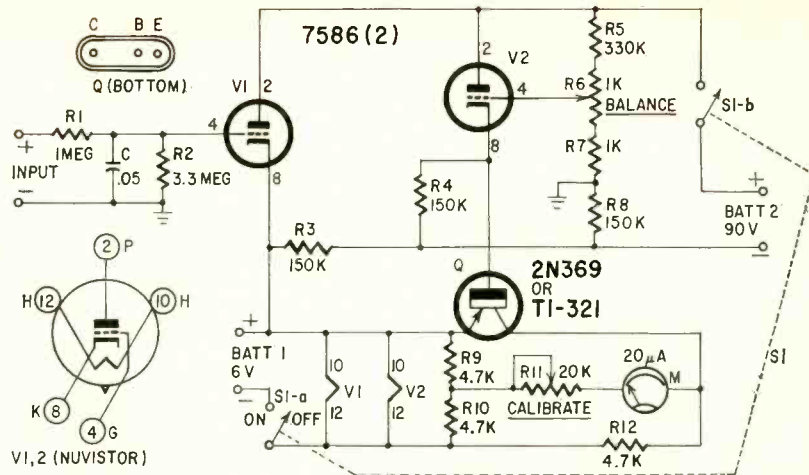 C B E
Q (BOTTOM)
7586 (2)
V1
2
4
8
V2
2
4
8
R5
330K
R6
1K
BALANCE
R7
1K
R8
150K
S1-b
+
BATT 2
90V
−
R1
1MEG
+
INPUT
−
C
.05
R2
3.3 MEG
R4
150K
R3
150K
Q
2N369
OR
TI-321
2 P
H 12
10 H
K 8
4 G
V1,2 (NUVISTOR)
+
BATT 1
6V
−
S1-a
ON OFF
10
V1
12
10
V2
12
R9
4.7K
R10
4.7K
R11
20K
CALIBRATE
20µA
M
R12
4.7K
S1